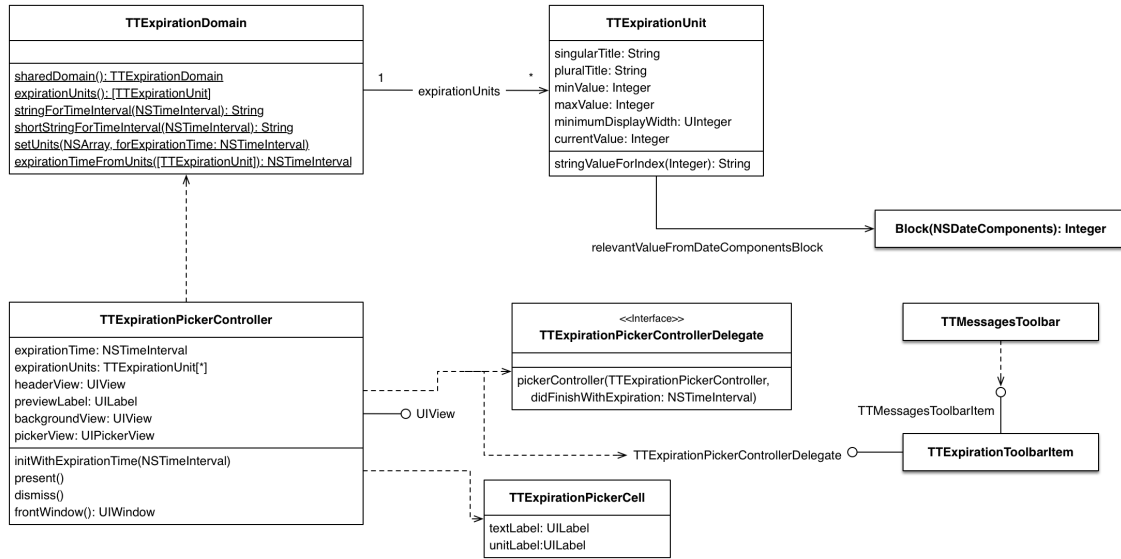 TTExpirationDomain
sharedDomain(): TTExpirationDomain
expirationUnits(): [TTExpirationUnit]
stringForTimeInterval(NSTimeInterval): String
shortStringForTimeInterval(NSTimeInterval): String
setUnits(NSArray, forExpirationTime: NSTimeInterval)
expirationTimeFromUnits([TTExpirationUnit]): NSTimeInterval
1
expirationUnits
*
TTExpirationUnit
singularTitle: String
pluralTitle: String
minValue: Integer
maxValue: Integer
minimumDisplayWidth: UInteger
currentValue: Integer
stringValueForIndex(Integer): String
relevantValueFromDateComponentsBlock
Block(NSDateComponents): Integer
TTExpirationPickerController
expirationTime: NSTimeInterval
expirationUnits: TTExpirationUnit[*]
headerView: UIView
previewLabel: UILabel
backgroundView: UIView
pickerView: UIPickerView
initWithExpirationTime(NSTimeInterval)
present()
dismiss()
frontWindow(): UIWindow
UIView
<<Interface>>
TTExpirationPickerControllerDelegate
pickerController(TTExpirationPickerController,
didFinishWithExpiration: NSTimeInterval)
TTMessagesToolbar
TTMessagesToolbarItem
TTExpirationPickerControllerDelegate
TTExpirationToolbarItem
TTExpirationPickerCell
textLabel: UILabel
unitLabel:UILabel